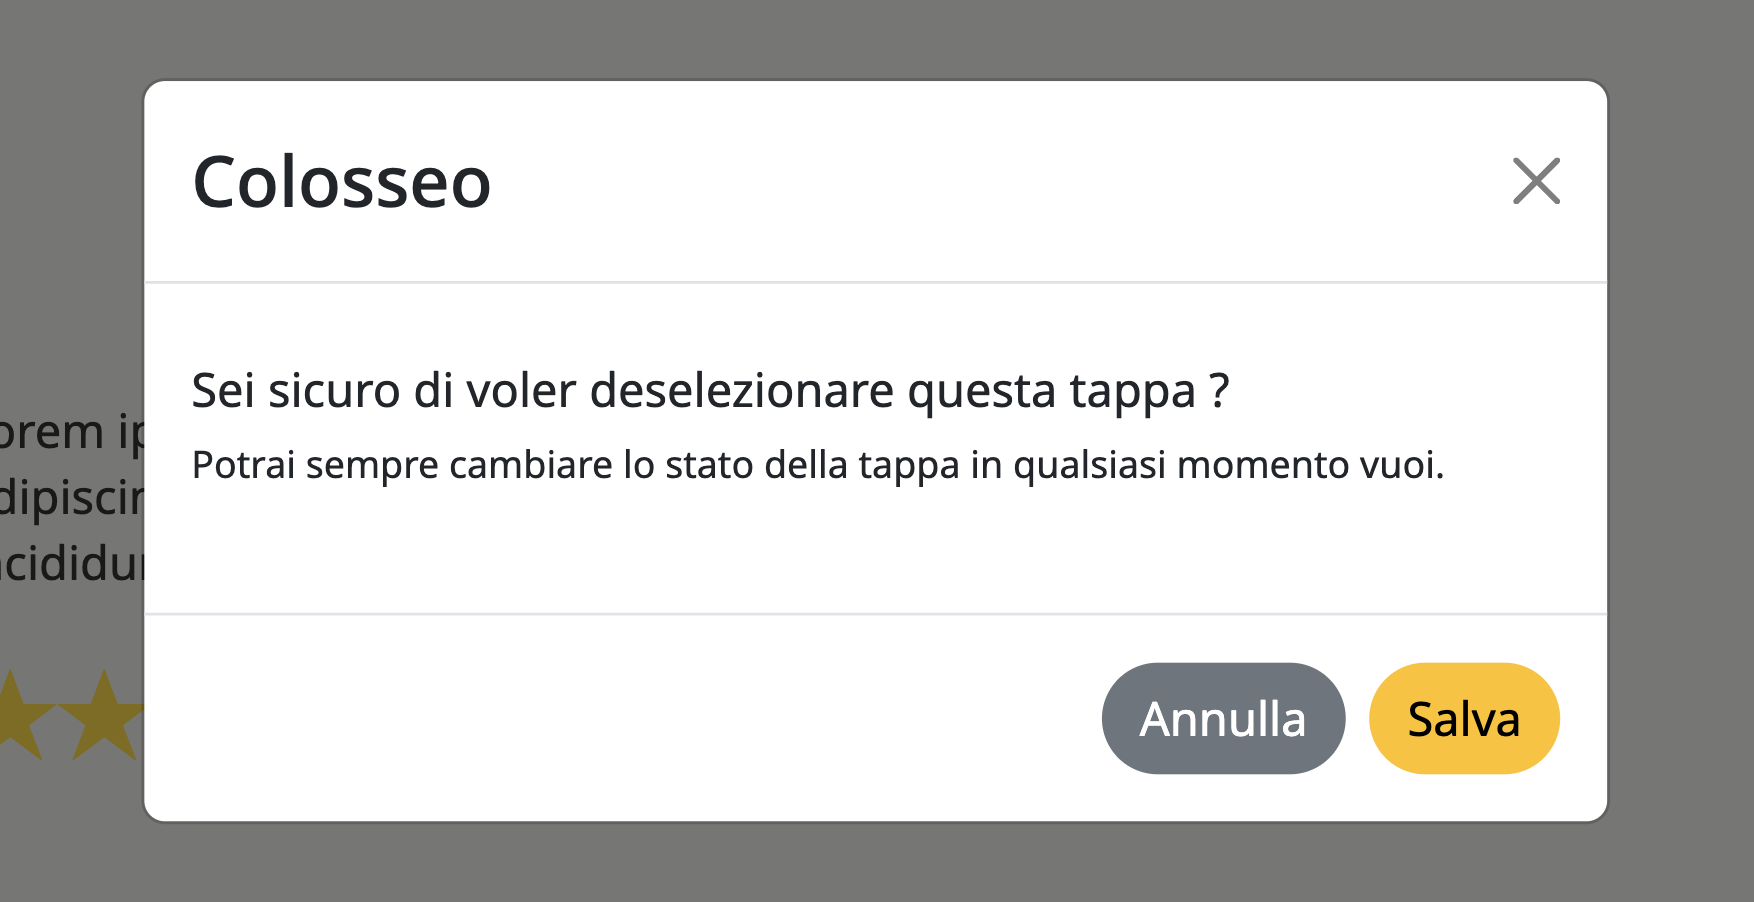 Colosseo
Sei sicuro di voler deselezionare questa tappa ?
Potrai sempre cambiare lo stato della tappa in qualsiasi momento vuoi.
Annulla Salva